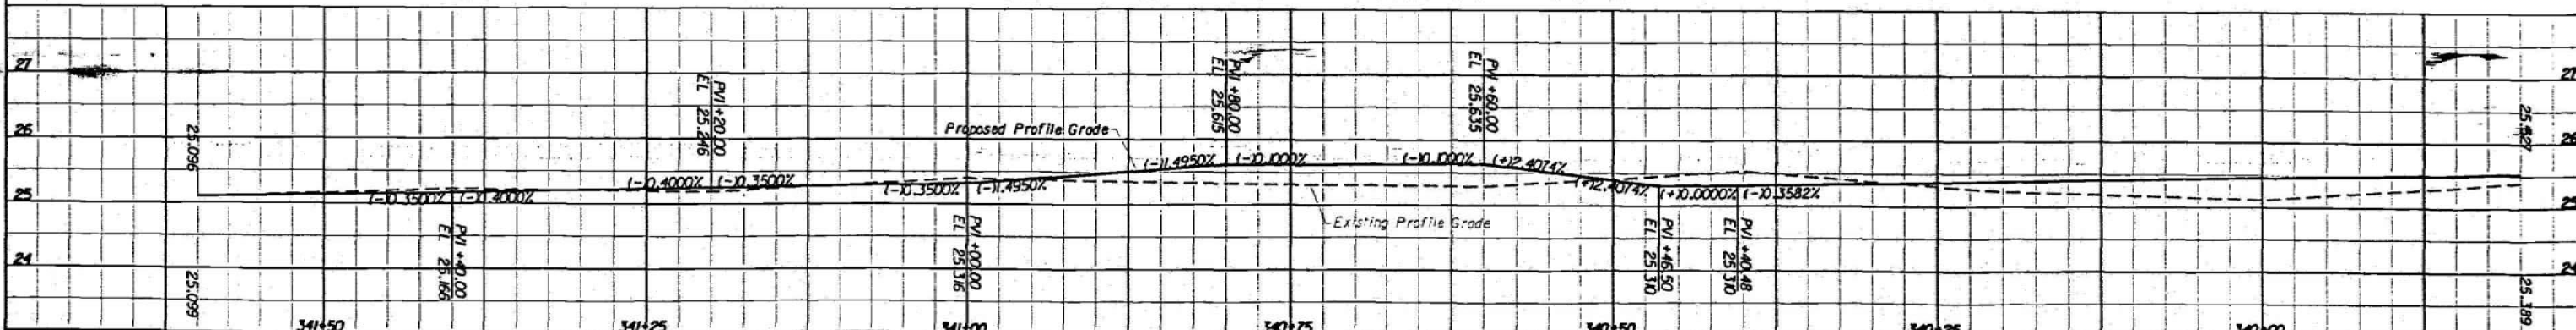 27
27
26
26
25
25
24
24
25.096
25.099
PVI +40.00
EL 25.166
PVI +20.00
EL 25.246
PVI +00.00
EL 25.316
PVI +80.00
EL 25.615
PVI +60.00
EL 25.635
PVI +46.50
EL 25.310
PVI +40.48
EL 25.310
25.527
25.389
Proposed Profile Grade
Existing Profile Grade
(-)0.3500%
(-)0.4000%
(-)0.4000%
(-)0.3500%
(-)0.3500%
(-)1.4950%
(-)1.4950%
(-)0.1000%
(-)0.1000%
(+)2.4074%
(+)2.4074%
(+)0.0000%
(-)0.3582%
341+50
341+25
341+00
340+75
340+50
340+25
340+00